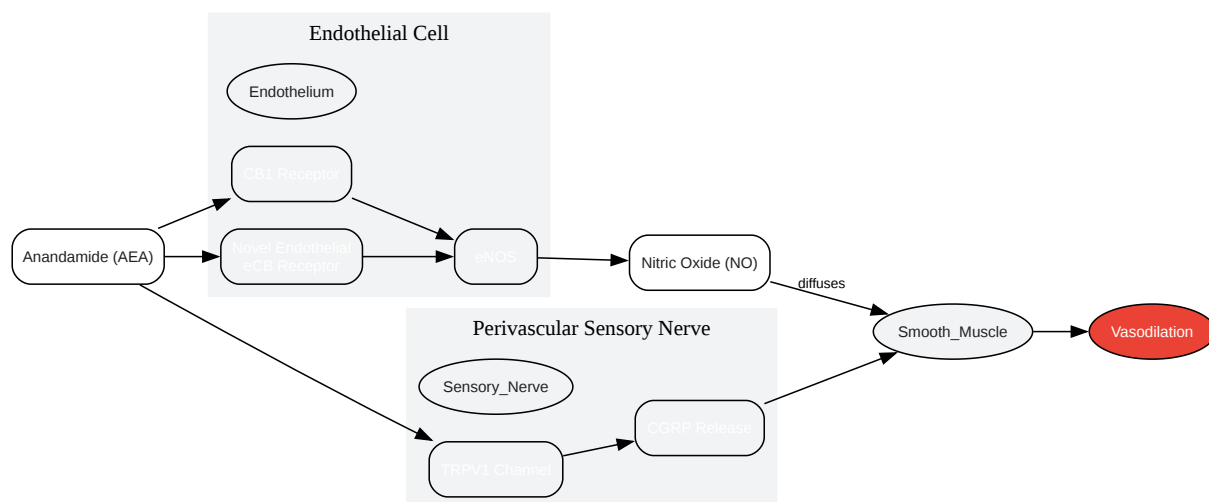 Endothelial Cell
Endothelium
CB1 Receptor
Anandamide (AEA)
Novel Endothelial
eCB Receptor
eNOS
Nitric Oxide (NO)
diffuses
Smooth_Muscle
Vasodilation
Perivascular Sensory Nerve
Sensory_Nerve
CGRP Release
TRPV1 Channel